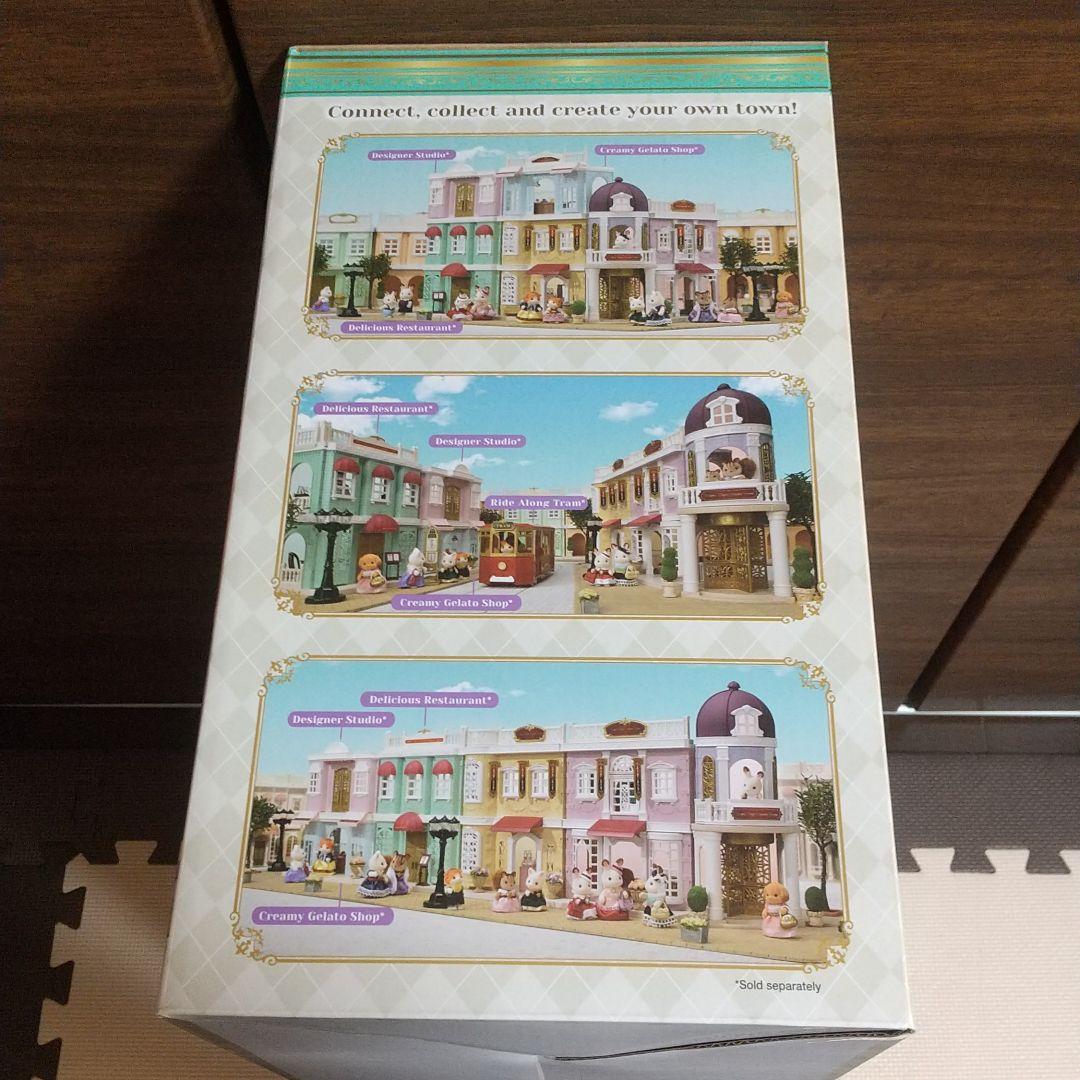 Connect, collect and create your own town!
Designer Studio*
Creamy Gelato Shop*
Delicious Restaurant*
Delicious Restaurant*
Designer Studio*
Ride Along Tram*
TRAM
Creamy Gelato Shop*
Delicious Restaurant*
Designer Studio*
Creamy Gelato Shop*
*Sold separately